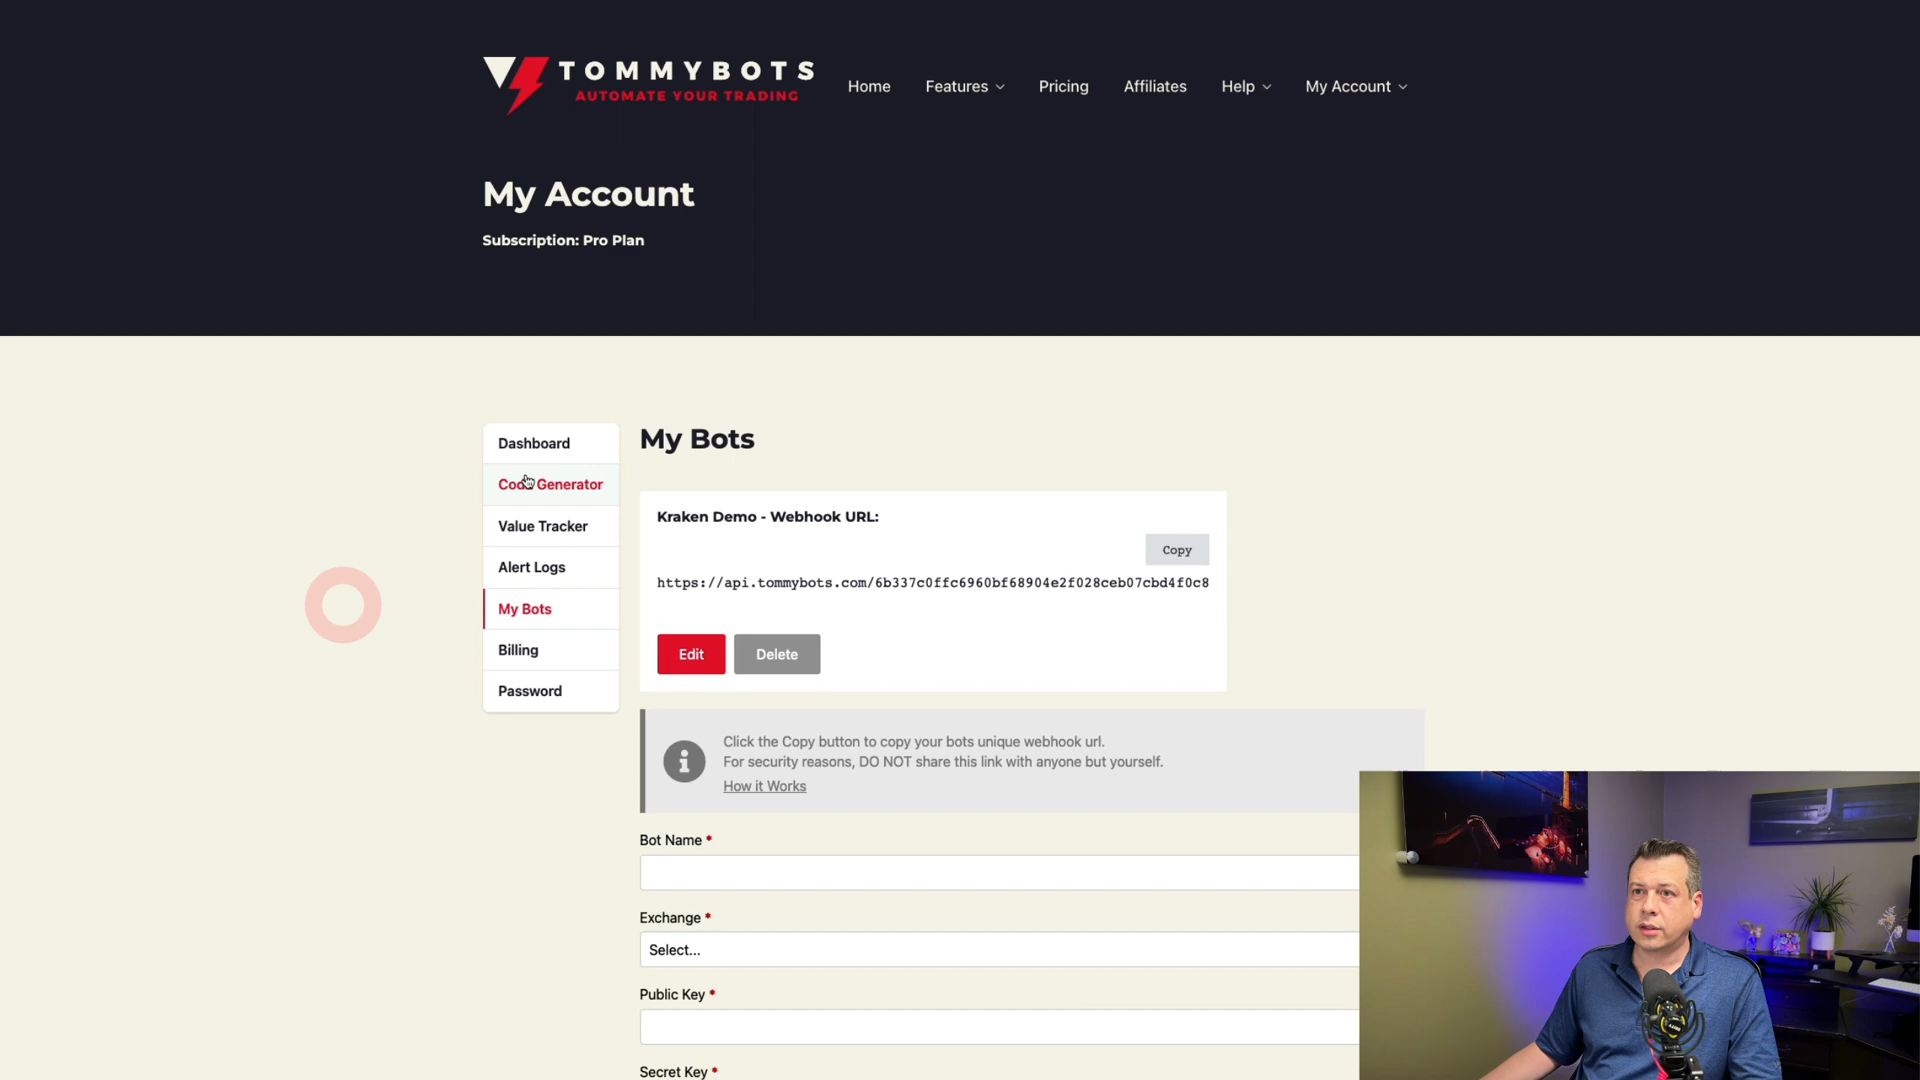 TOMMYBOTS
AUTOMATE YOUR TRADING
Home
Features
Pricing
Affiliates
Help
My Account
My Account
Subscription: Pro Plan
Dashboard
Code Generator
Value Tracker
Alert Logs
My Bots
Billing
Password
My Bots
Kraken Demo - Webhook URL:
Copy
https://api.tommybots.com/6b337c0ffc6960bf68904e2f028ceb07cbd4f0c8
Edit
Delete
Click the Copy button to copy your bots unique webhook url.
For security reasons, DO NOT share this link with anyone but yourself.
How it Works
Bot Name *
Exchange *
Select...
Public Key *
Secret Key *